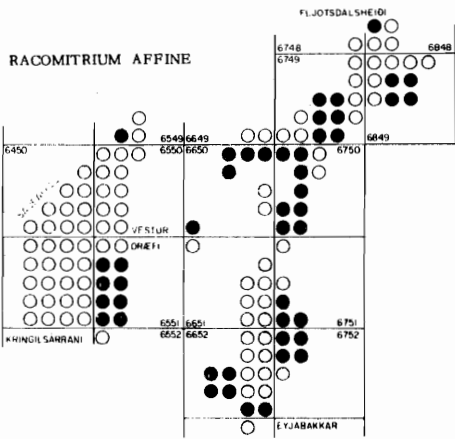 FLJOTSDALSHEIÐI
RACOMITRIUM AFFINE
6748 6848
6749
6549 6649 6849
6450 6550 6650 6750
VESTUR
ÖRÆFI
6551 6651 6751
KRINGILSÁRRANI 6552 6652 6752
EYJABAKKAR